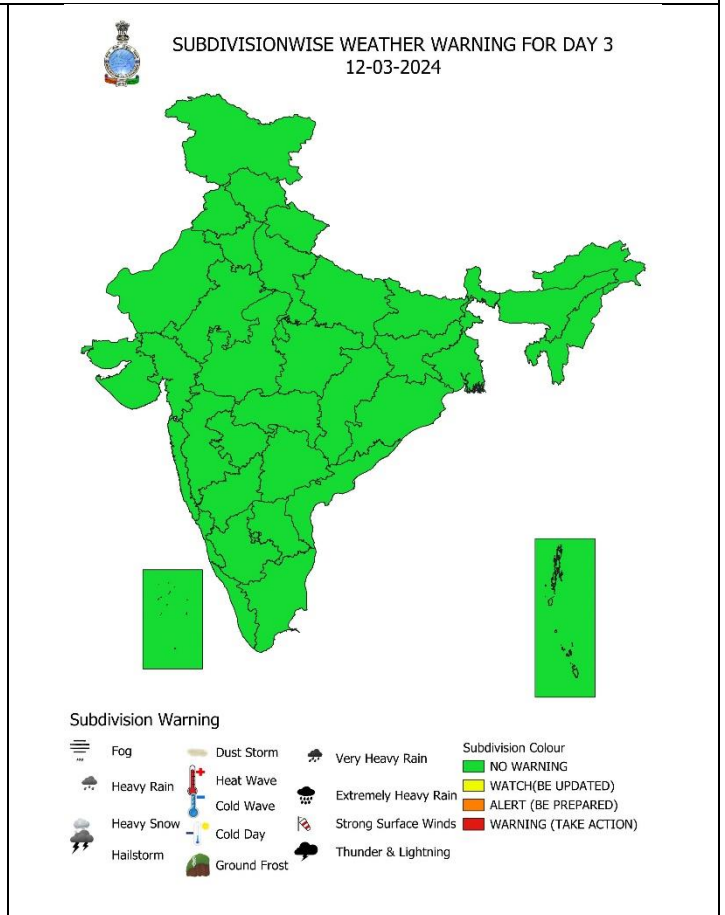 SUBDIVISIONWISE WEATHER WARNING FOR DAY 3
12-03-2024
Subdivision Warning
Fog
Heavy Rain
Heavy Snow
Hailstorm
Dust Storm
Heat Wave
Cold Wave
Cold Day
Ground Frost
Very Heavy Rain
Extremely Heavy Rain
Strong Surface Winds
Thunder & Lightning
Subdivision Colour
NO WARNING
WATCH(BE UPDATED)
ALERT (BE PREPARED)
WARNING (TAKE ACTION)